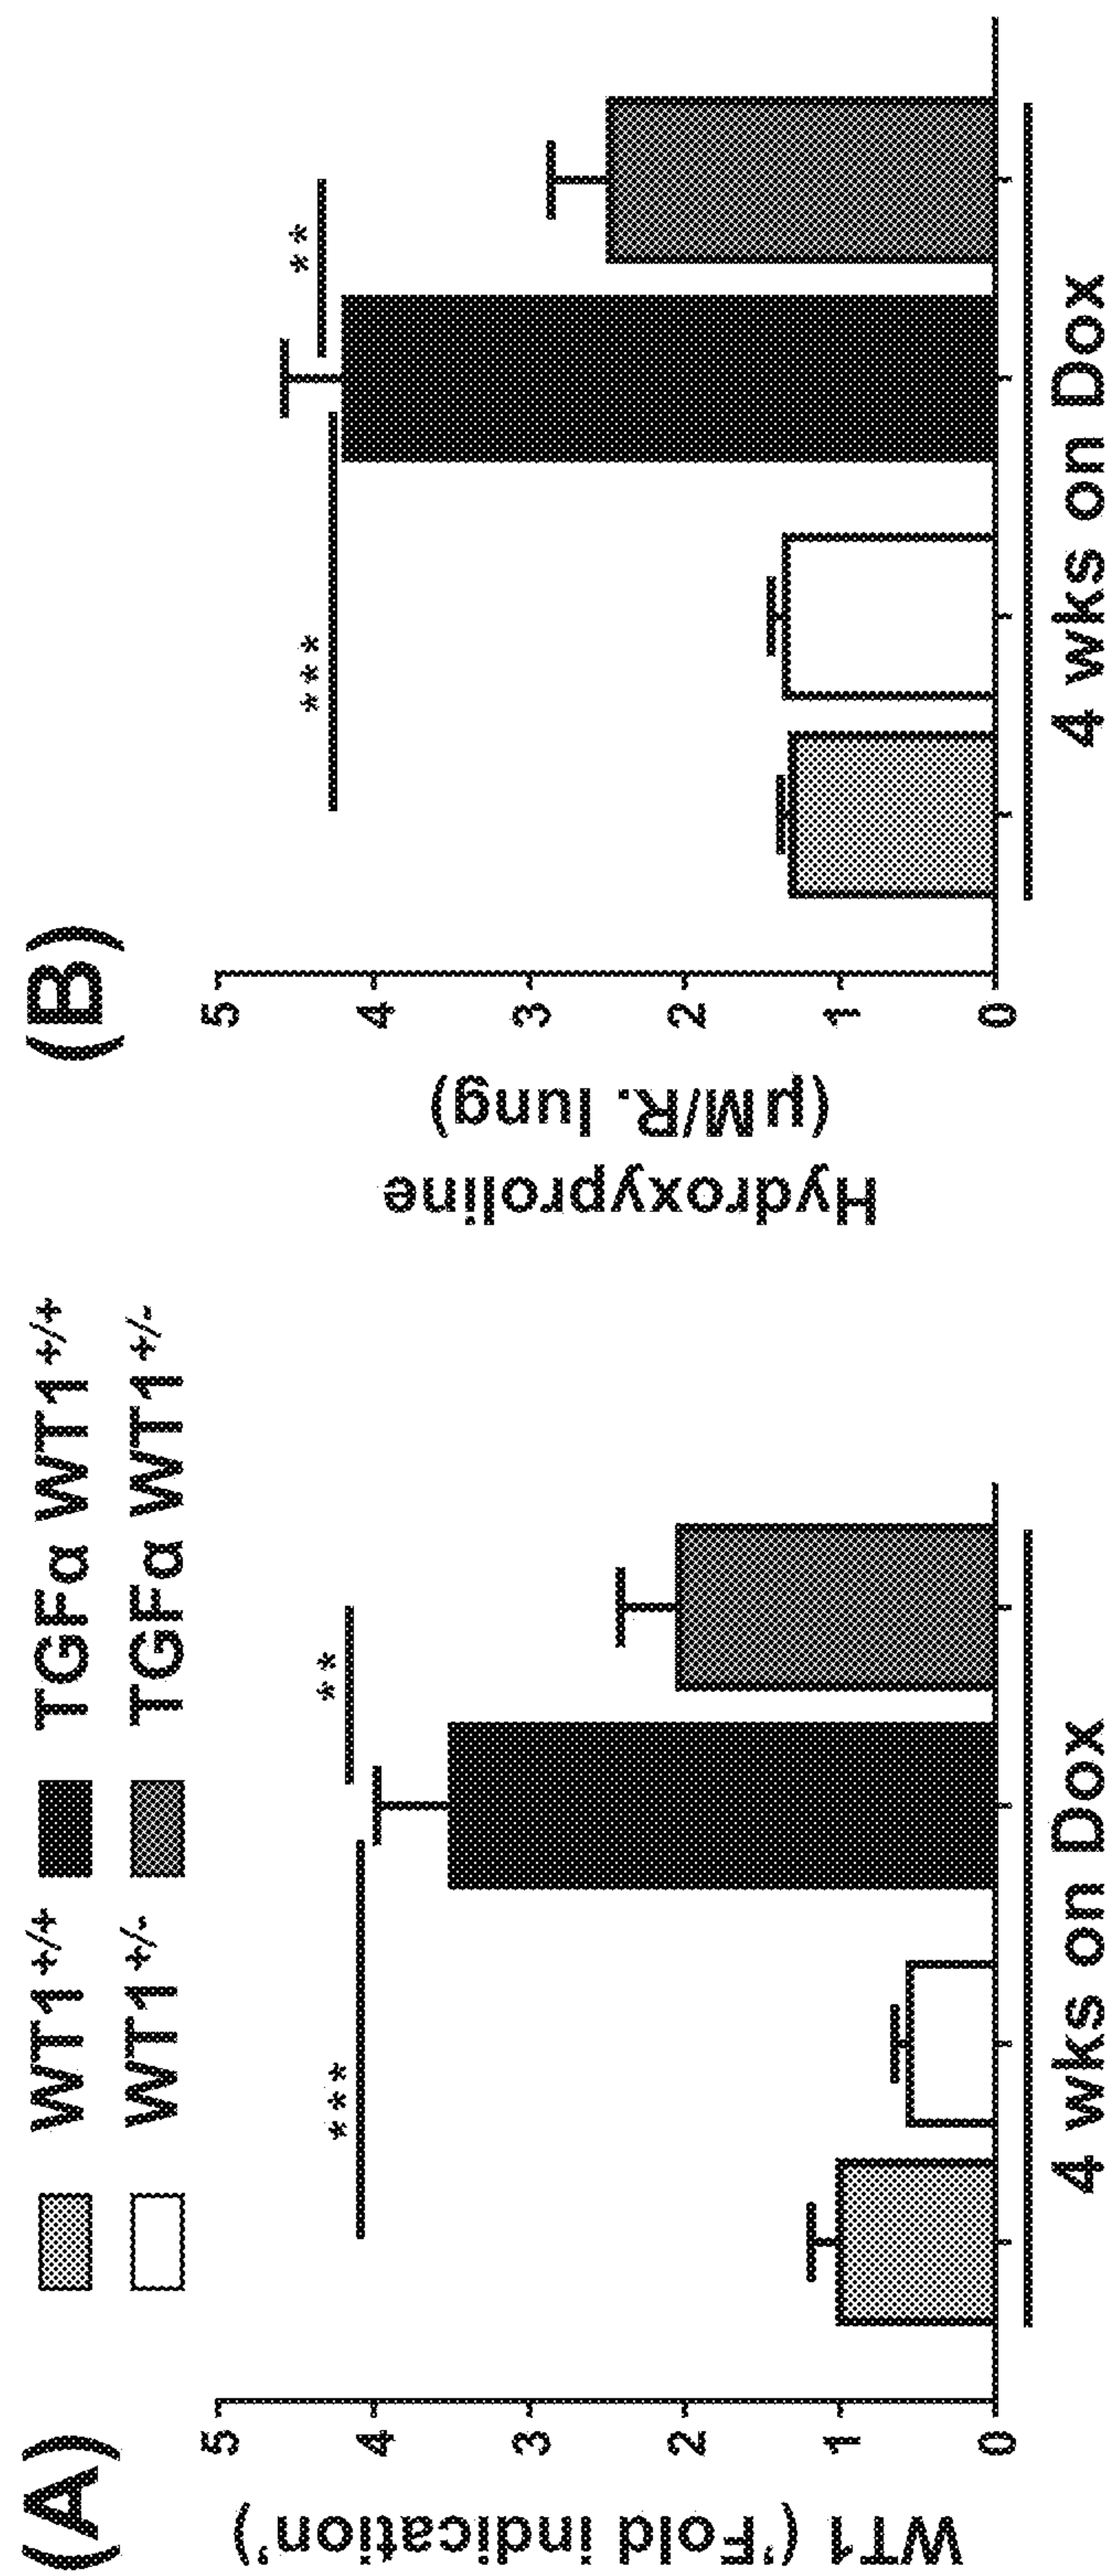 (A)
WT1+/+ TGFα WT1+/+
WT1+/- TGFα WT1+/-
WT1 ('Fold indication')
5
4
3
2
1
0
***
**
4 wks on Dox
(B)
Hydroxyproline
(µM/R. lung)
5
4
3
2
1
0
***
**
4 wks on Dox